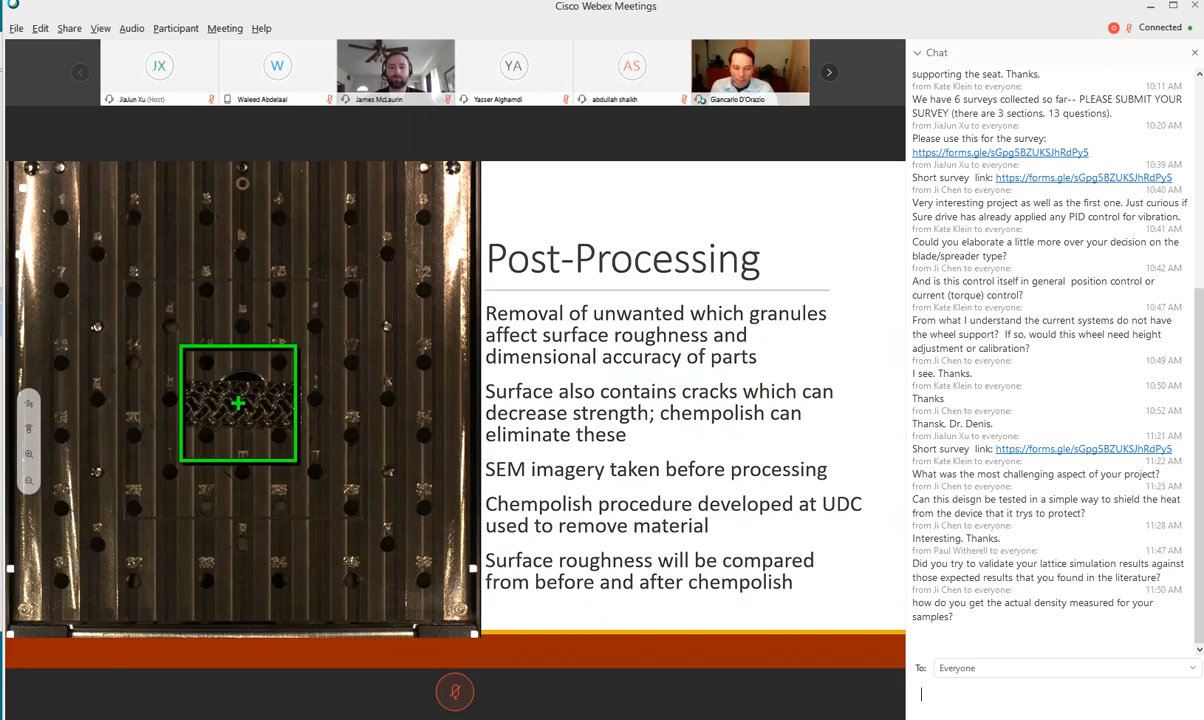 Cisco Webex Meetings
File Edit Share View Audio Participant Meeting Help
Connected
JX W YA AS
JiaJun Xu (Host) Waleed Abdelaal James McLaurin Yasser Alghamdi abdullah shaikh Giancarlo D'Orazio
Post-Processing
Removal of unwanted which granules
affect surface roughness and
dimensional accuracy of parts
Surface also contains cracks which can
decrease strength; chempolish can
eliminate these
SEM imagery taken before processing
Chempolish procedure developed at UDC
used to remove material
Surface roughness will be compared
from before and after chempolish
Chat
supporting the seat. Thanks,
from Kate Klein to everyone: 10:11 AM
We have 6 surveys collected so far-- PLEASE SUBMIT YOUR
SURVEY (there are 3 sections, 13 questions).
from JiaJun Xu to everyone: 10:20 AM
Please use this for the survey:
https://forms.gle/sGpg5BZUKSJhRdPy5
from JiaJun Xu to everyone: 10:39 AM
Short survey link: https://forms.gle/sGpg5BZUKSJhRdPy5
from Ji Chen to everyone: 10:40 AM
Very interesting project as well as the first one. Just curious if
Sure drive has already applied any PID control for vibration.
from Kate Klein to everyone: 10:41 AM
Could you elaborate a little more over your decision on the
blade/spreader type?
from Ji Chen to everyone: 10:42 AM
And is this control itself in general position control or
current (torque) control?
from Kate Klein to everyone: 10:47 AM
From what I understand the current systems do not have
the wheel support? If so, would this wheel need height
adjustment or calibration?
from Ji Chen to everyone: 10:49 AM
I see. Thanks.
from Kate Klein to everyone: 10:50 AM
Thanks
from Ji Chen to everyone: 10:52 AM
Thansk, Dr. Denis.
from JiaJun Xu to everyone: 11:21 AM
Short survey link: https://forms.gle/sGpg5BZUKSJhRdPy5
from Kate Klein to everyone: 11:22 AM
What was the most challenging aspect of your project?
from Ji Chen to everyone: 11:25 AM
Can this deisgn be tested in a simple way to shield the heat
from the device that it trys to protect?
from Ji Chen to everyone: 11:28 AM
Interesting. Thanks.
from Paul Witherell to everyone: 11:47 AM
Did you try to validate your lattice simulation results against
those expected results that you found in the literature?
from Ji Chen to everyone: 11:50 AM
how do you get the actual density measured for your
samples?
To: Everyone